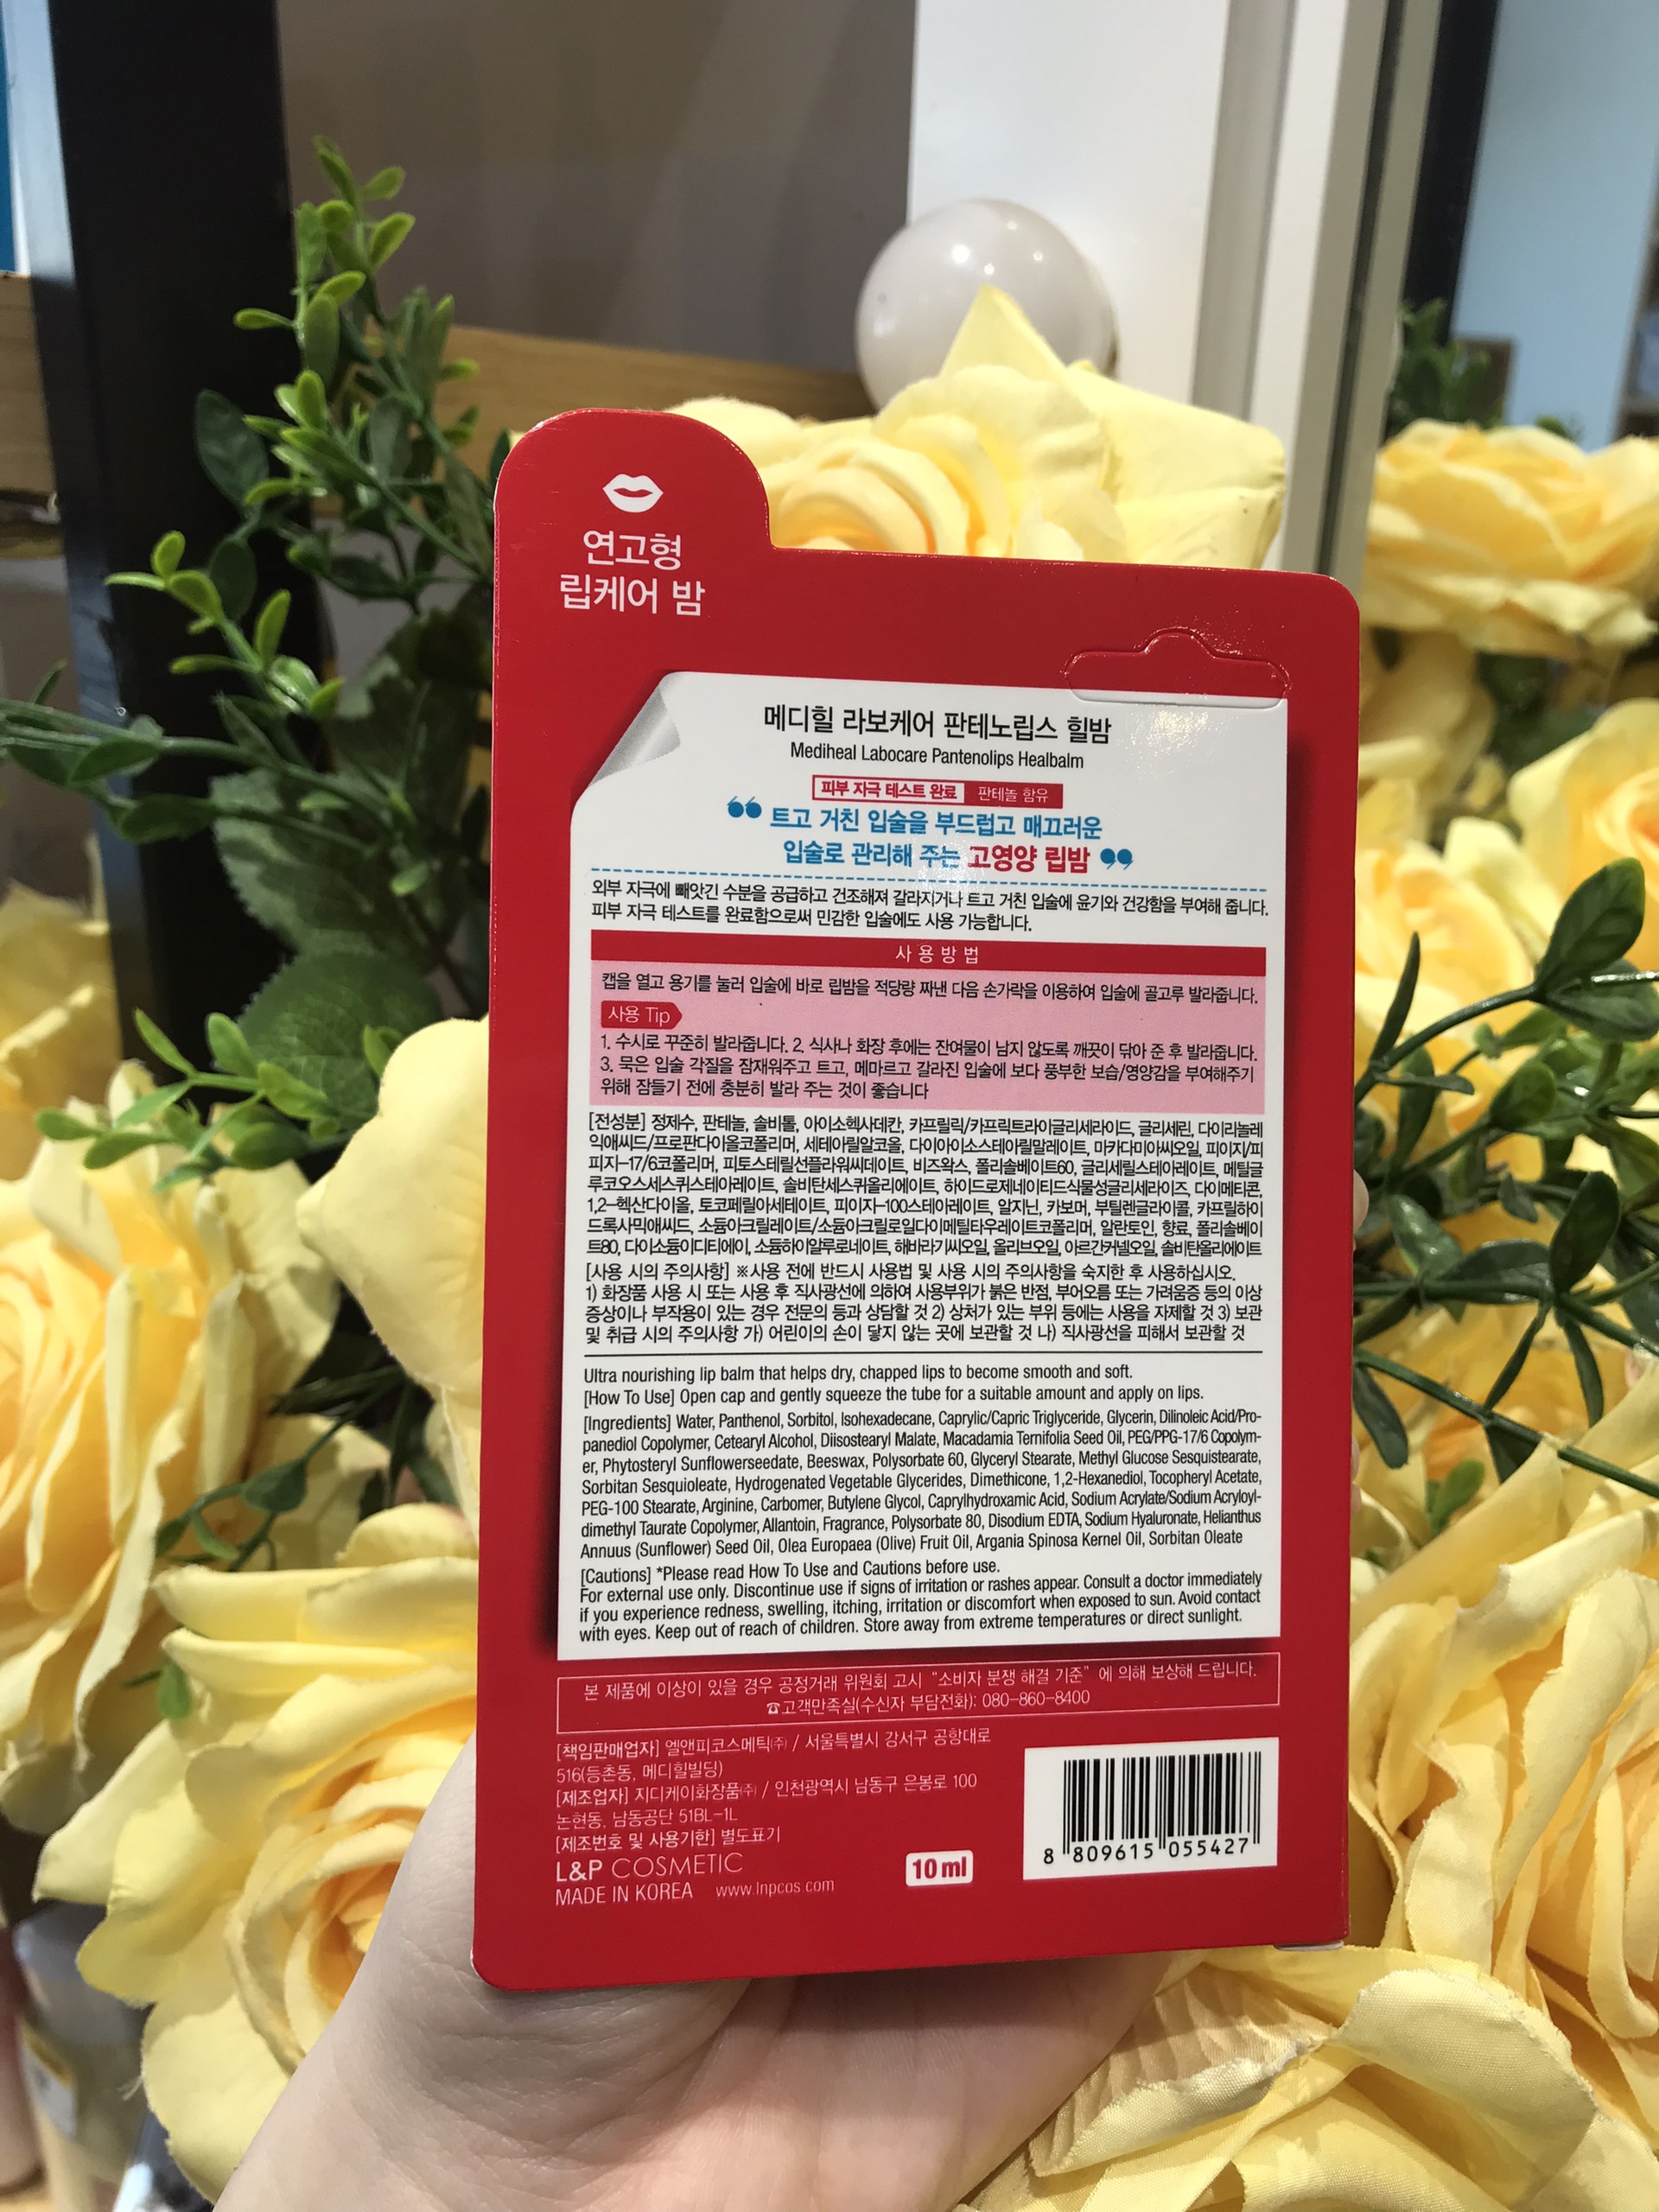 연고형
립케어 밤
메디힐 라보케어 판테노립스 힐밤
Mediheal Labocare Pantenolips Healbalm
피부 자극 테스트 완료 판테놀 함유
❝ 트고 거친 입술을 부드럽고 매끄러운
입술로 관리해 주는 고영양 립밤 ❞
외부 자극에 빼앗긴 수분을 공급하고 건조해져 갈라지거나 트고 거친 입술에 윤기와 건강함을 부여해 줍니다.
피부 자극 테스트를 완료함으로써 민감한 입술에도 사용 가능합니다.
사용방법
캡을 열고 용기를 눌러 입술에 바로 립밤을 적당량 짜낸 다음 손가락을 이용하여 입술에 골고루 발라줍니다.
사용 Tip
1. 수시로 꾸준히 발라줍니다. 2. 식사나 화장 후에는 잔여물이 남지 않도록 깨끗이 닦아 준 후 발라줍니다.
3. 묵은 입술 각질을 잠재워주고 트고, 메마르고 갈라진 입술에 보다 풍부한 보습/영양감을 부여해주기
위해 잠들기 전에 충분히 발라 주는 것이 좋습니다
[전성분] 정제수, 판테놀, 솔비톨, 아이소헥사데칸, 카프릴릭/카프릭트라이글리세라이드, 글리세린, 다이리놀레
익애씨드/프로판다이올코폴리머, 세테아릴알코올, 다이아이소스테아릴말레이트, 마카다미아씨오일, 피이지/피
피지-17/6코폴리머, 피토스테릴선플라워씨데이트, 비즈왁스, 폴리솔베이트60, 글리세릴스테아레이트, 메틸글
루코오스세스퀴스테아레이트, 솔비탄세스퀴올리에이트, 하이드로제네이티드식물성글리세라이즈, 다이메티콘,
1,2-헥산다이올, 토코페릴아세테이트, 피이지-100스테아레이트, 알지닌, 카보머, 부틸렌글라이콜, 카프릴하이
드록사믹애씨드, 소듐아크릴레이트/소듐아크릴로일다이메틸타우레이트코폴리머, 알란토인, 향료, 폴리솔베이
트80, 다이소듐이디티에이, 소듐하이알루로네이트, 해바라기씨오일, 올리브오일, 아르간커넬오일, 솔비탄올리에이트
[사용 시의 주의사항] ※사용 전에 반드시 사용법 및 사용 시의 주의사항을 숙지한 후 사용하십시오.
1) 화장품 사용 시 또는 사용 후 직사광선에 의하여 사용부위가 붉은 반점, 부어오름 또는 가려움증 등의 이상
증상이나 부작용이 있는 경우 전문의 등과 상담할 것 2) 상처가 있는 부위 등에는 사용을 자제할 것 3) 보관
및 취급 시의 주의사항 가) 어린이의 손이 닿지 않는 곳에 보관할 것 나) 직사광선을 피해서 보관할 것
Ultra nourishing lip balm that helps dry, chapped lips to become smooth and soft.
[How To Use] Open cap and gently squeeze the tube for a suitable amount and apply on lips.
[Ingredients] Water, Panthenol, Sorbitol, Isohexadecane, Caprylic/Capric Triglyceride, Glycerin, Dilinoleic Acid/Pro-
panediol Copolymer, Cetearyl Alcohol, Diisostearyl Malate, Macadamia Ternifolia Seed Oil, PEG/PPG-17/6 Copolym-
er, Phytosteryl Sunflowerseedate, Beeswax, Polysorbate 60, Glyceryl Stearate, Methyl Glucose Sesquistearate,
Sorbitan Sesquioleate, Hydrogenated Vegetable Glycerides, Dimethicone, 1,2-Hexanediol, Tocopheryl Acetate,
PEG-100 Stearate, Arginine, Carbomer, Butylene Glycol, Caprylhydroxamic Acid, Sodium Acrylate/Sodium Acryloyl-
dimethyl Taurate Copolymer, Allantoin, Fragrance, Polysorbate 80, Disodium EDTA, Sodium Hyaluronate, Helianthus
Annuus (Sunflower) Seed Oil, Olea Europaea (Olive) Fruit Oil, Argania Spinosa Kernel Oil, Sorbitan Oleate
[Cautions] *Please read How To Use and Cautions before use.
For external use only. Discontinue use if signs of irritation or rashes appear. Consult a doctor immediately
if you experience redness, swelling, itching, irritation or discomfort when exposed to sun. Avoid contact
with eyes. Keep out of reach of children. Store away from extreme temperatures or direct sunlight.
본 제품에 이상이 있을 경우 공정거래 위원회 고시 "소비자 분쟁 해결 기준" 에 의해 보상해 드립니다.
☎고객만족실(수신자 부담전화): 080-860-8400
[책임판매업자] 엘앤피코스메틱㈜ / 서울특별시 강서구 공항대로
516(등촌동, 메디힐빌딩)
[제조업자] 지디케이화장품㈜ / 인천광역시 남동구 은봉로 100
논현동, 남동공단 51BL-1L
[제조번호 및 사용기한] 별도표기
L&P COSMETIC
MADE IN KOREA www.lnpcos.com
10 ml
8 809615 055427